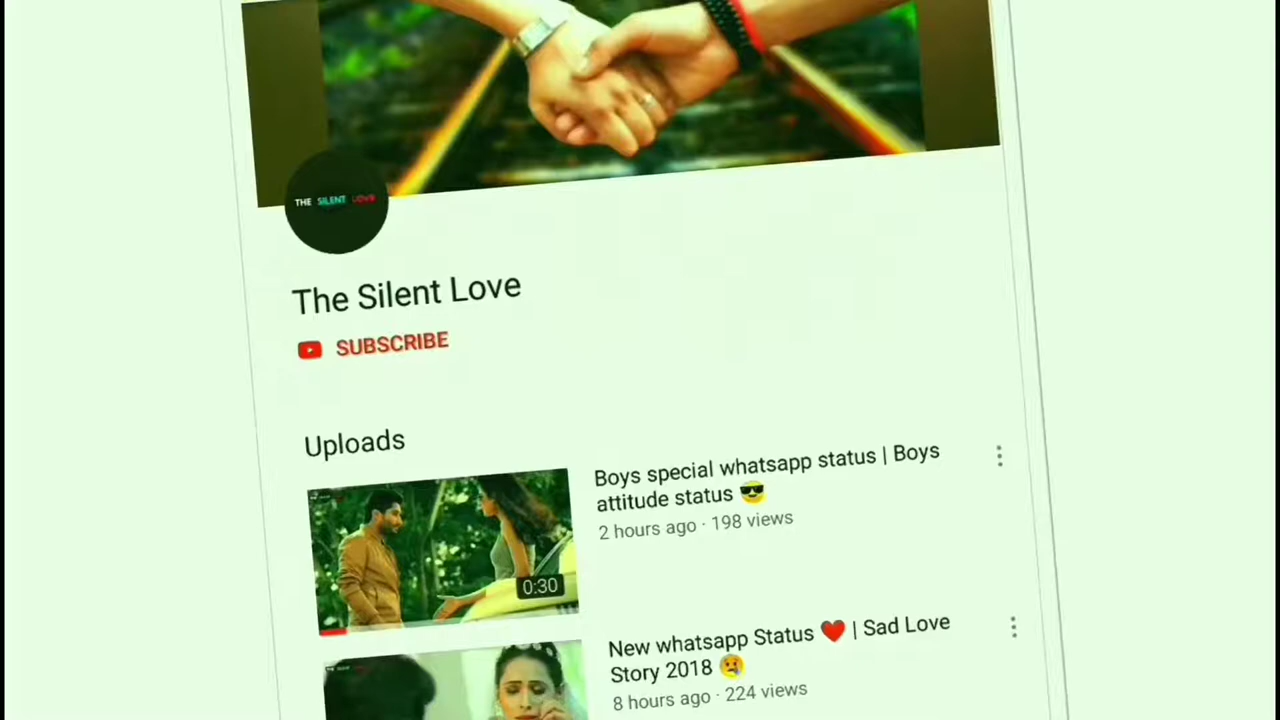 THE SILENT LOVE
The Silent Love
SUBSCRIBE
Uploads
Boys special whatsapp status | Boys
attitude status 😎
2 hours ago · 198 views
0:30
New whatsapp Status ❤️ | Sad Love
Story 2018 😢
8 hours ago · 224 views